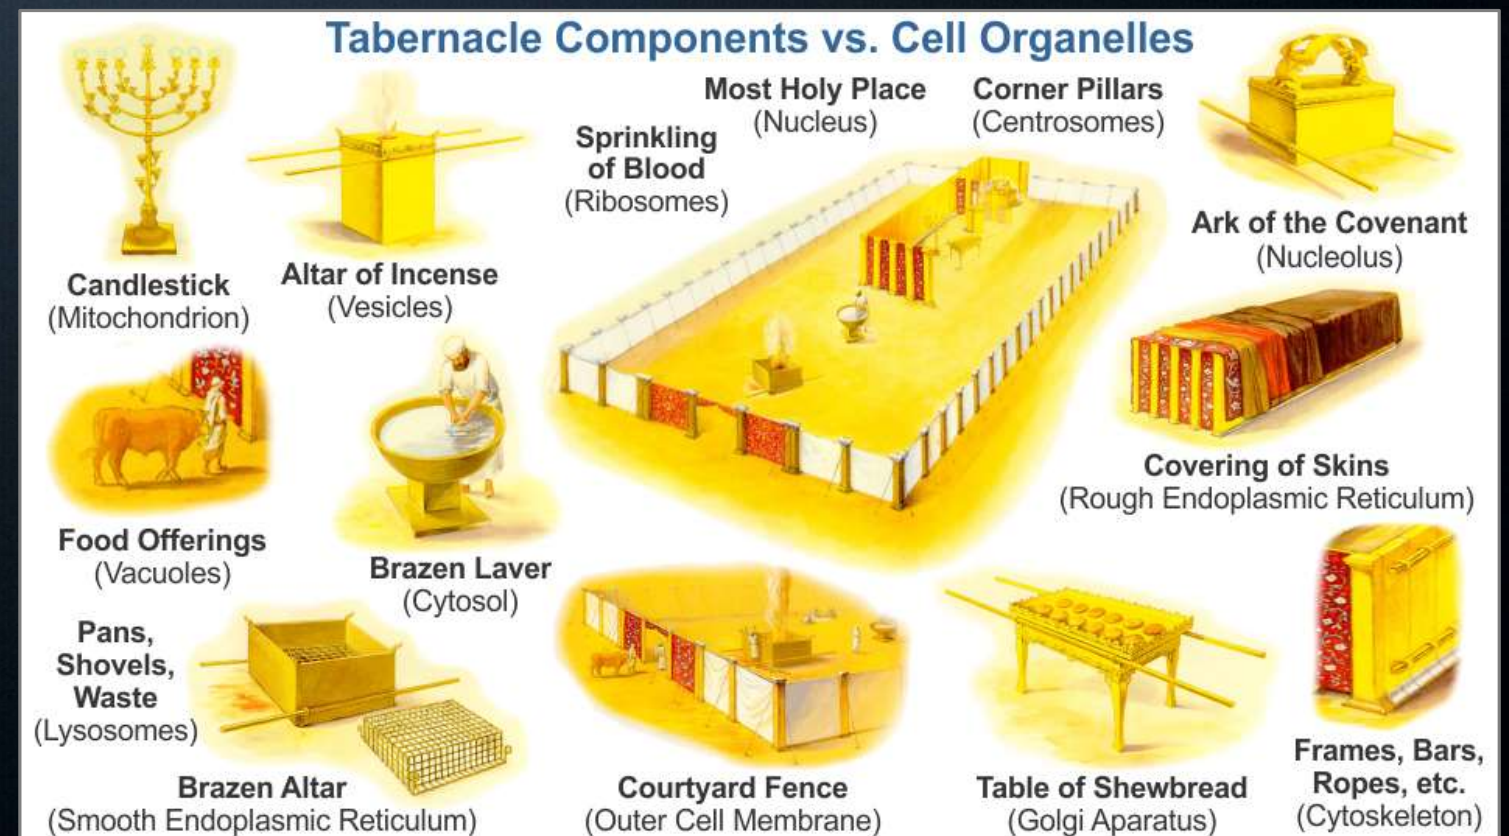 Tabernacle Components vs. Cell Organelles
Most Holy Place
(Nucleus)
Corner Pillars
(Centrosomes)
Sprinkling
of Blood
(Ribosomes)
Ark of the Covenant
(Nucleolus)
Candlestick
(Mitochondrion)
Altar of Incense
(Vesicles)
Covering of Skins
(Rough Endoplasmic Reticulum)
Food Offerings
(Vacuoles)
Brazen Laver
(Cytosol)
Pans,
Shovels,
Waste
(Lysosomes)
Brazen Altar
(Smooth Endoplasmic Reticulum)
Courtyard Fence
(Outer Cell Membrane)
Table of Shewbread
(Golgi Apparatus)
Frames, Bars,
Ropes, etc.
(Cytoskeleton)